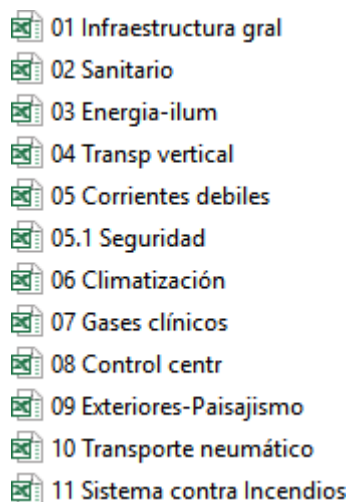 01 Infraestructura gral
02 Sanitario
03 Energia-ilum
04 Transp vertical
05 Corrientes debiles
05.1 Seguridad
06 Climatización
07 Gases clínicos
08 Control centr
09 Exteriores-Paisajismo
10 Transporte neumático
11 Sistema contra Incendios